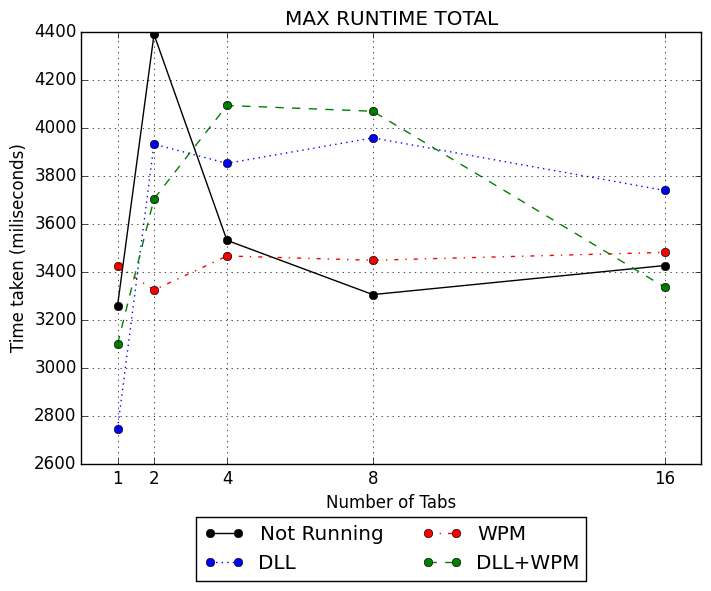 MAX RUNTIME TOTAL
4400
4200
4000
3800
3600
3400
3200
3000
2800
2600
Time taken (miliseconds)
1 2 4 8 16
Number of Tabs
Not Running WPM
DLL DLL+WPM